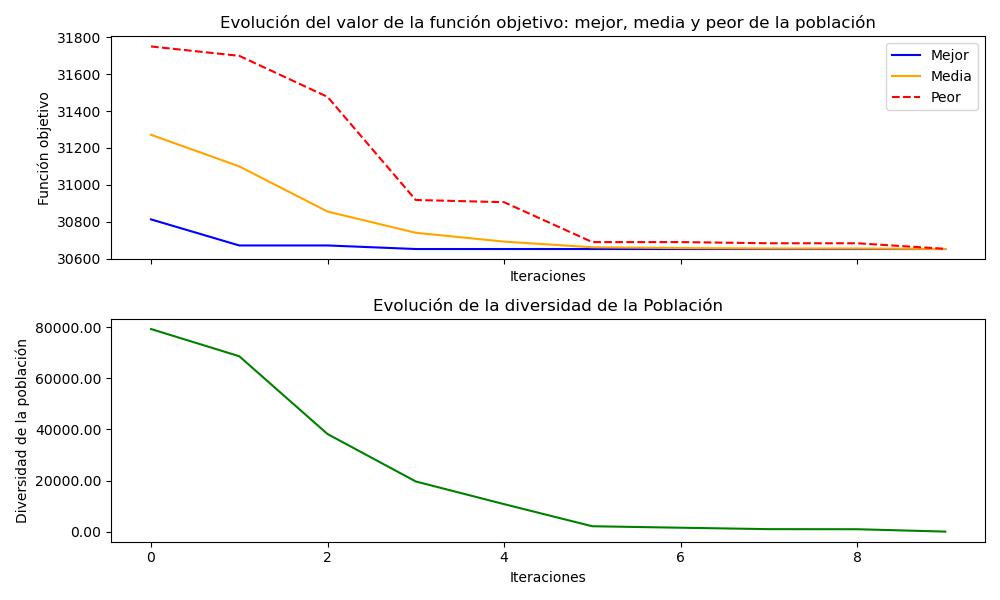 Evolución del valor de la función objetivo: mejor, media y peor de la población
Función objetivo
31800
31600
31400
31200
31000
30800
30600
Mejor
Media
Peor
Iteraciones
Evolución de la diversidad de la Población
Diversidad de la población
80000.00
60000.00
40000.00
20000.00
0.00
0 2 4 6 8
Iteraciones